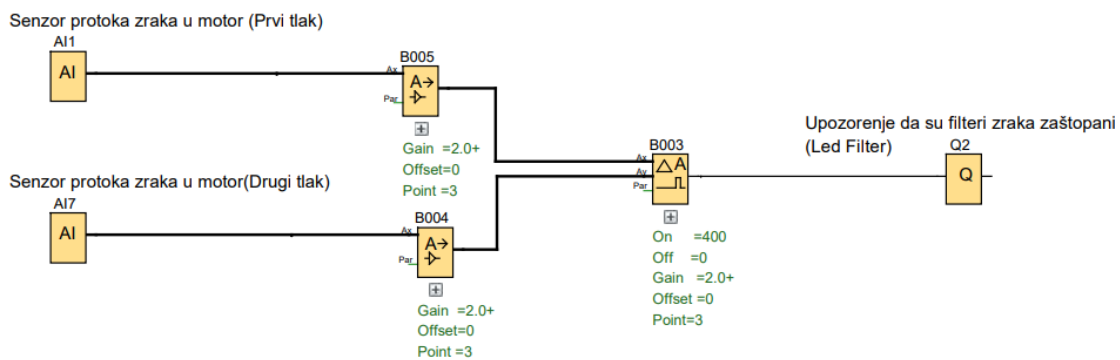 Senzor protoka zraka u motor (Prvi tlak)
AI1
AI
B005
Ax
A→
Par
Gain =2.0+
Offset=0
Point =3
Senzor protoka zraka u motor(Drugi tlak)
AI7
AI
B004
Ax
A→
Par
Gain =2.0+
Offset=0
Point =3
B003
Ax
Ay
△A
Par
On =400
Off =0
Gain =2.0+
Offset =0
Point=3
Upozorenje da su filteri zraka zaštopani
(Led Filter)
Q2
Q